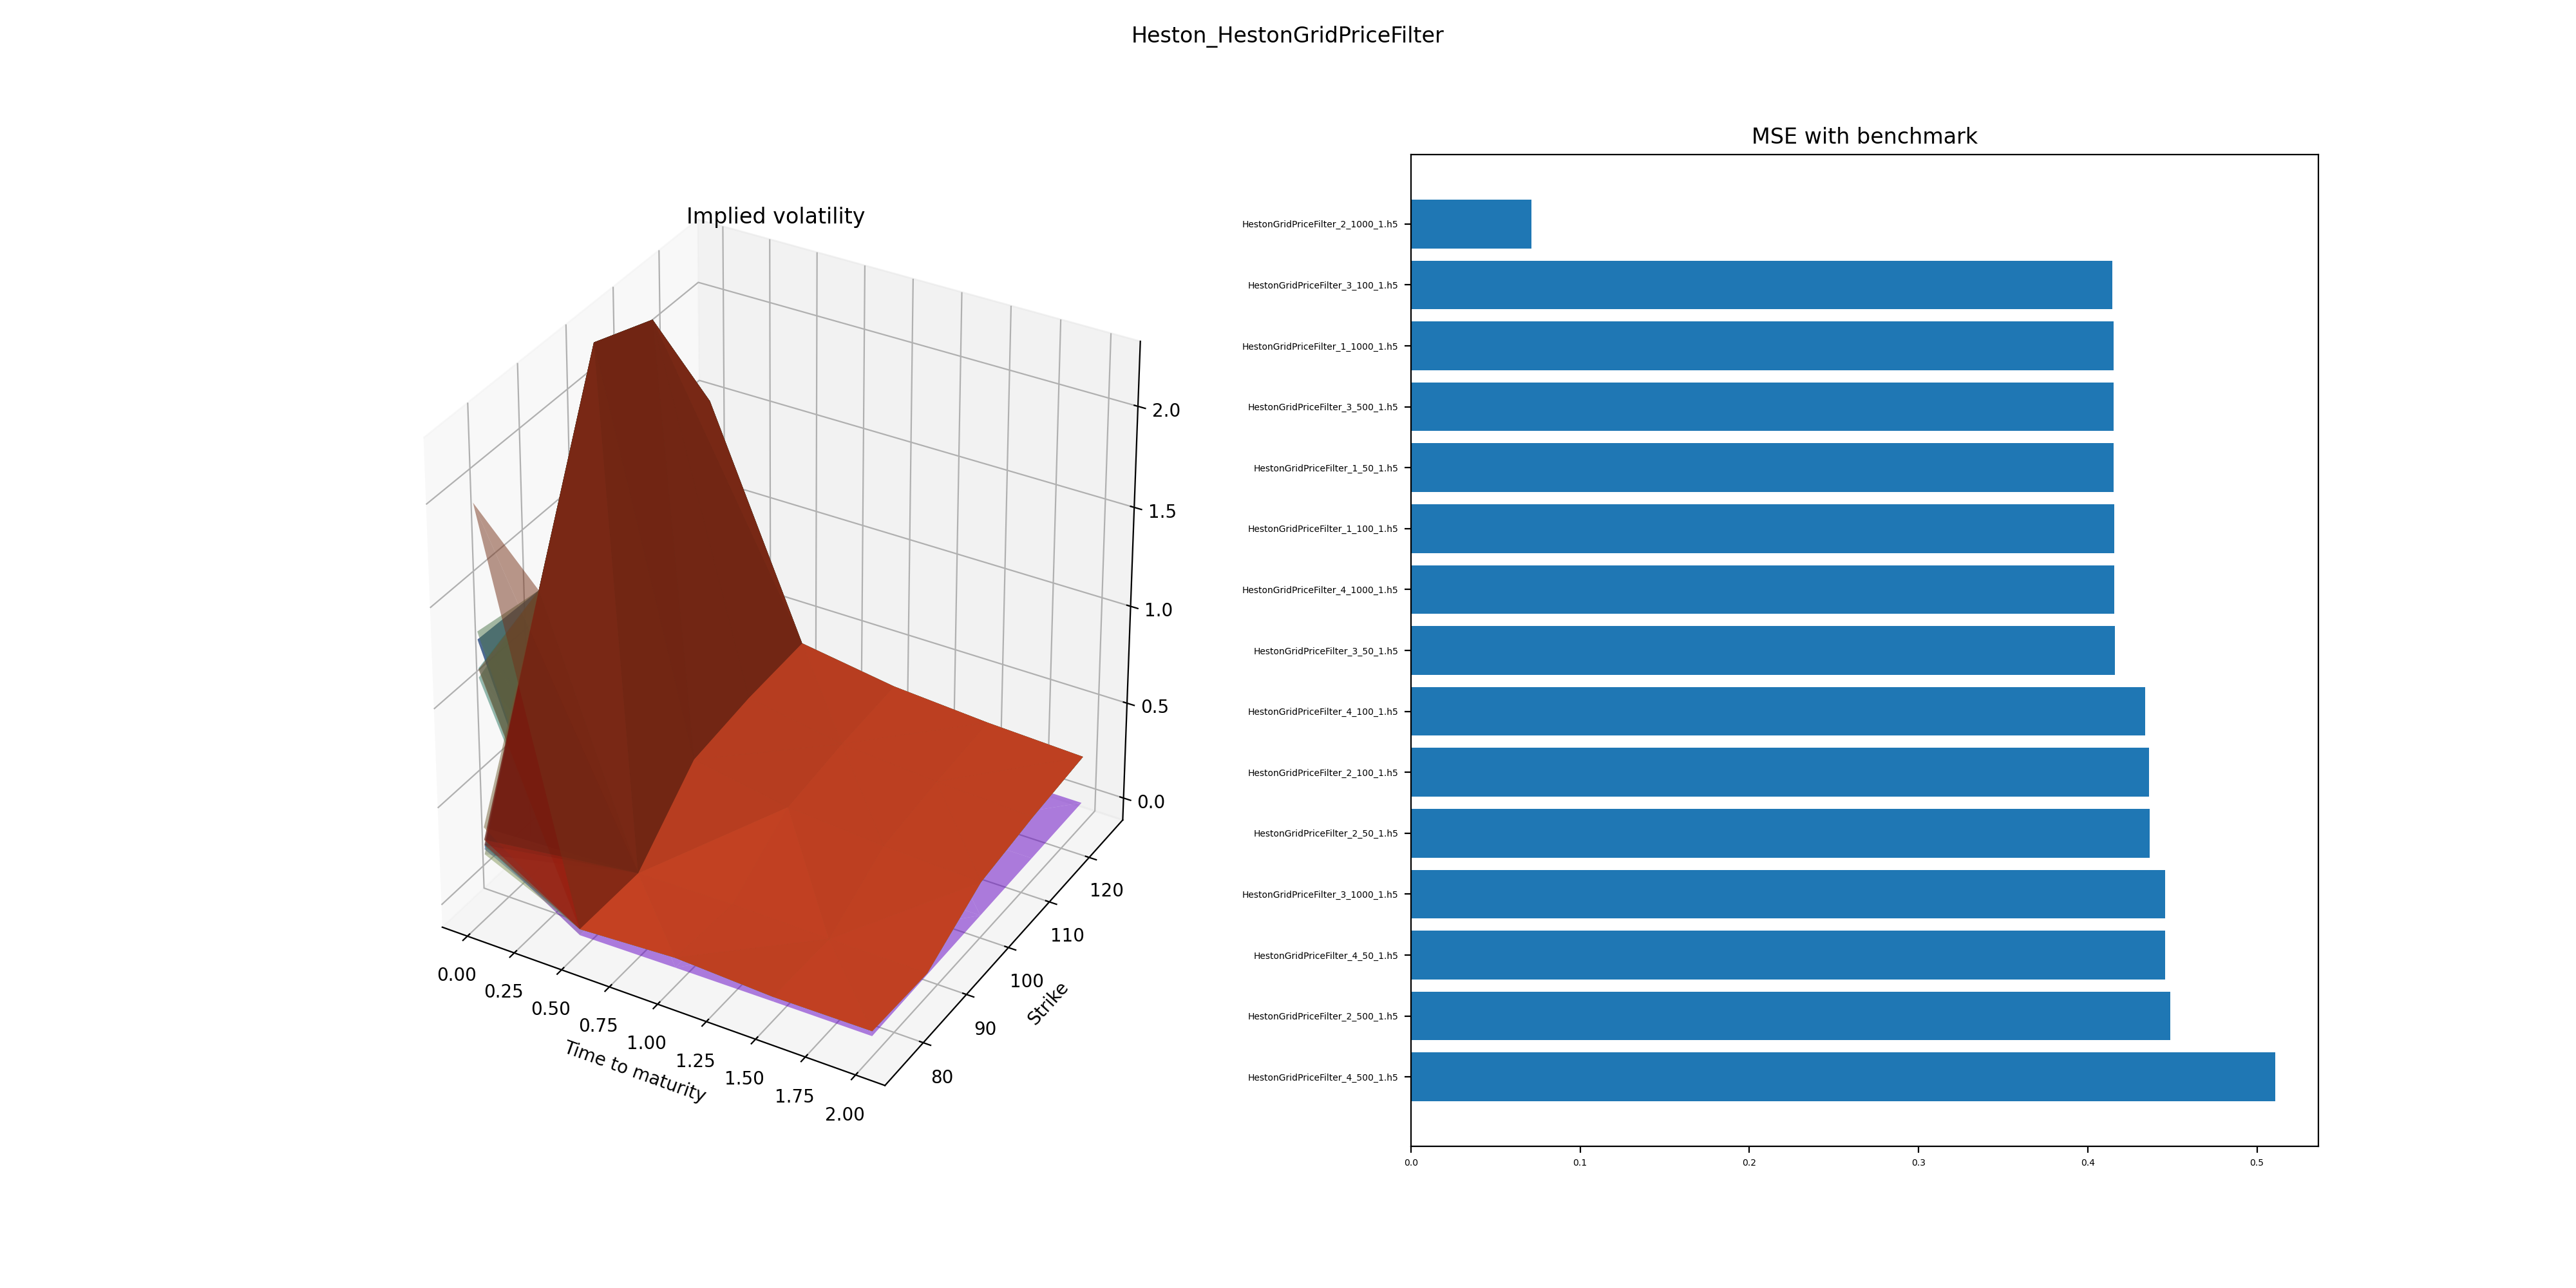 Heston_HestonGridPriceFilter
Implied volatility
2.0
1.5
1.0
0.5
0.0
120
110
100
90
80
Strike
0.00
0.25
0.50
0.75
1.00
1.25
1.50
1.75
2.00
Time to maturity
MSE with benchmark
HestonGridPriceFilter_2_1000_1.h5
HestonGridPriceFilter_3_100_1.h5
HestonGridPriceFilter_1_1000_1.h5
HestonGridPriceFilter_3_500_1.h5
HestonGridPriceFilter_1_50_1.h5
HestonGridPriceFilter_1_100_1.h5
HestonGridPriceFilter_4_1000_1.h5
HestonGridPriceFilter_3_50_1.h5
HestonGridPriceFilter_4_100_1.h5
HestonGridPriceFilter_2_100_1.h5
HestonGridPriceFilter_2_50_1.h5
HestonGridPriceFilter_3_1000_1.h5
HestonGridPriceFilter_4_50_1.h5
HestonGridPriceFilter_2_500_1.h5
HestonGridPriceFilter_4_500_1.h5
0.0 0.1 0.2 0.3 0.4 0.5